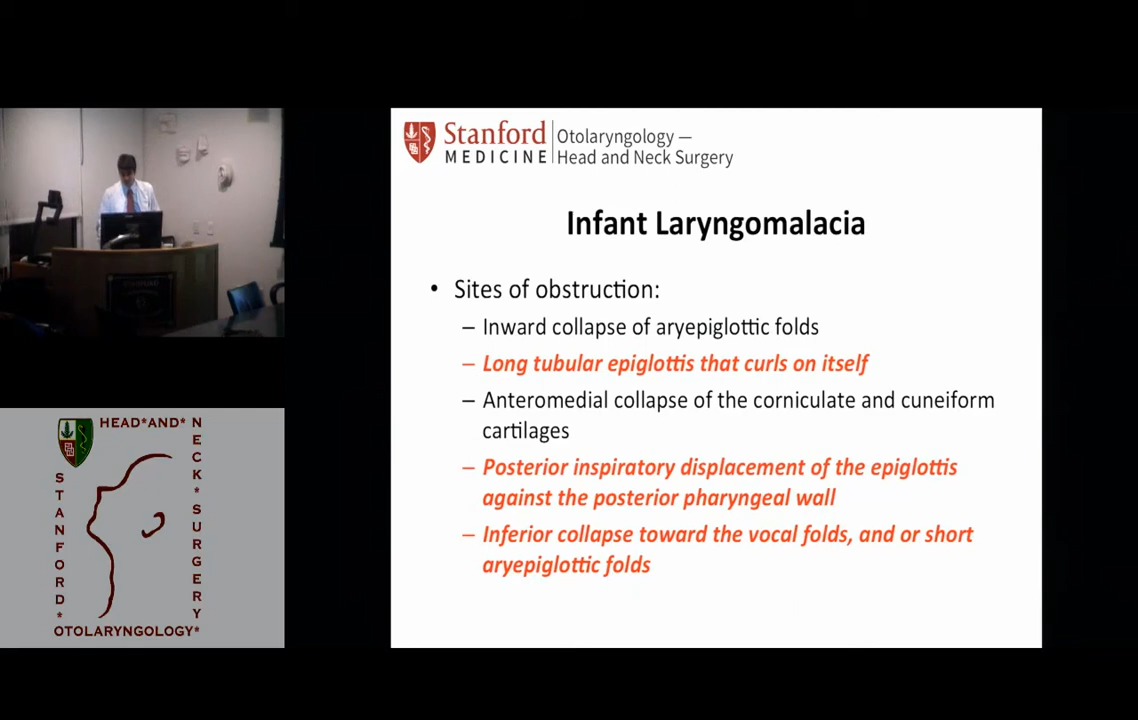 Stanford
MEDICINE
Otolaryngology —
Head and Neck Surgery
Infant Laryngomalacia
• Sites of obstruction:
– Inward collapse of aryepiglottic folds
– Long tubular epiglottis that curls on itself
– Anteromedial collapse of the corniculate and cuneiform
cartilages
– Posterior inspiratory displacement of the epiglottis
against the posterior pharyngeal wall
– Inferior collapse toward the vocal folds, and or short
aryepiglottic folds
HEAD*AND*
NECK*SURGERY
STANFORD*
OTOLARYNGOLOGY*